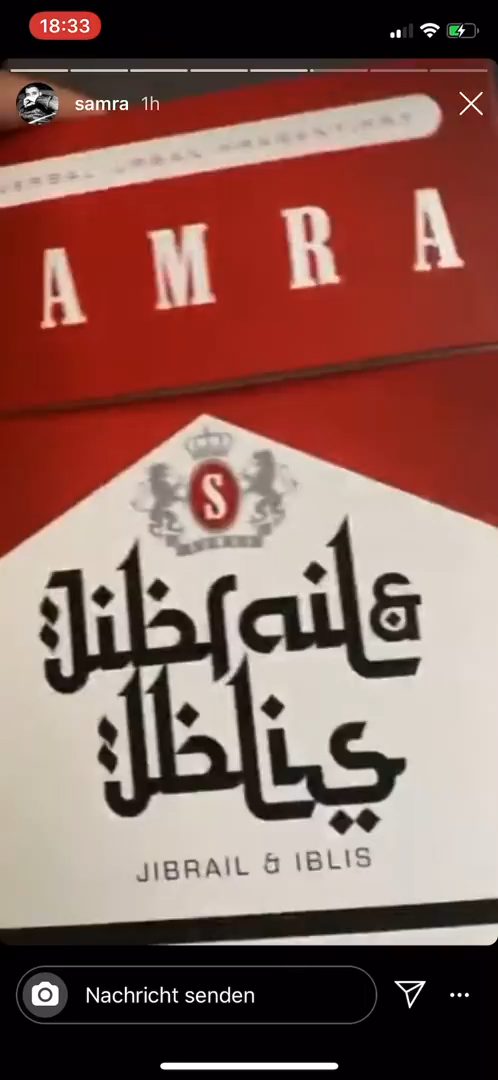 18:33
samra 1h
AMRA
S
Jibrail &
Iblis
JIBRAIL & IBLIS
Nachricht senden